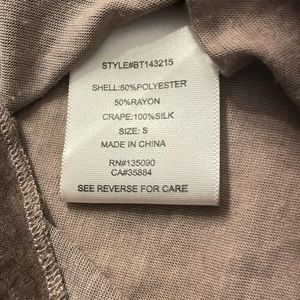 STYLE#BT143215
SHELL:50%POLYESTER
50%RAYON
CRAPE:100%SILK
SIZE: S
MADE IN CHINA
RN#135090
CA#35884
SEE REVERSE FOR CARE